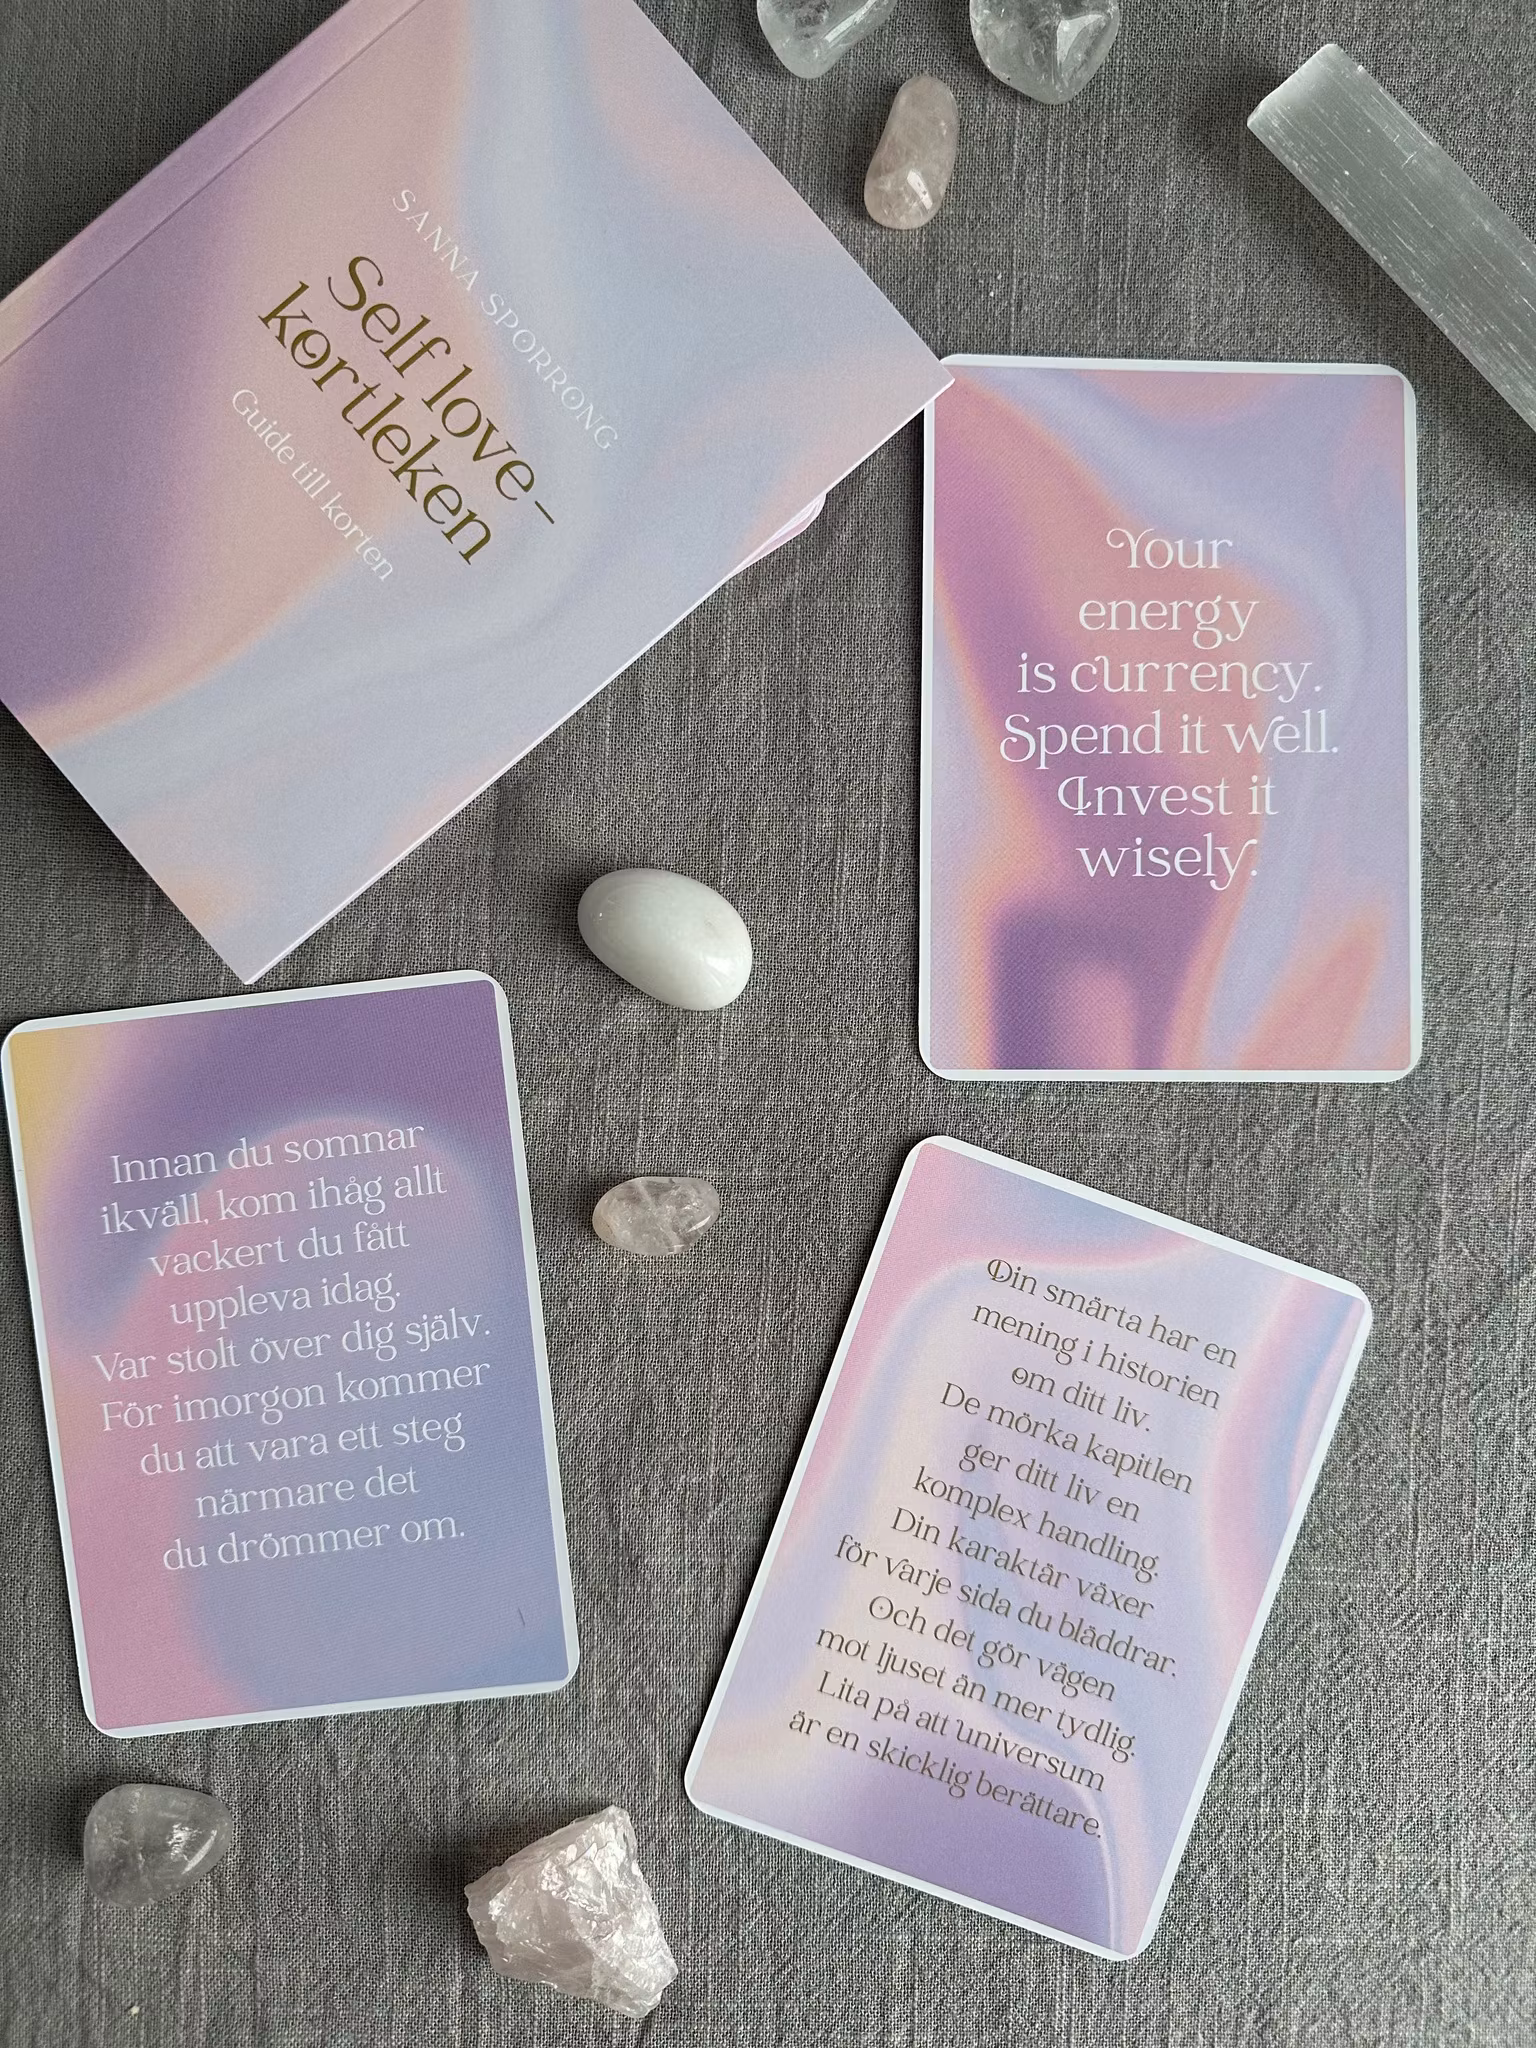 SANNA SPORRONG
Self love-
kortleken
Guide till korten
Your
energy
is currency.
Spend it well.
Invest it
wisely.
Innan du somnar
ikväll, kom ihåg allt
vackert du fått
uppleva idag.
Var stolt över dig själv.
För imorgon kommer
du att vara ett steg
närmare det
du drömmer om.
Din smärta har en
mening i historien
om ditt liv.
De mörka kapitlen
ger ditt liv en
komplex handling.
Din karaktär växer
för varje sida du bläddrar.
Och det gör vägen
mot ljuset än mer tydlig.
Lita på att universum
är en skicklig berättare.